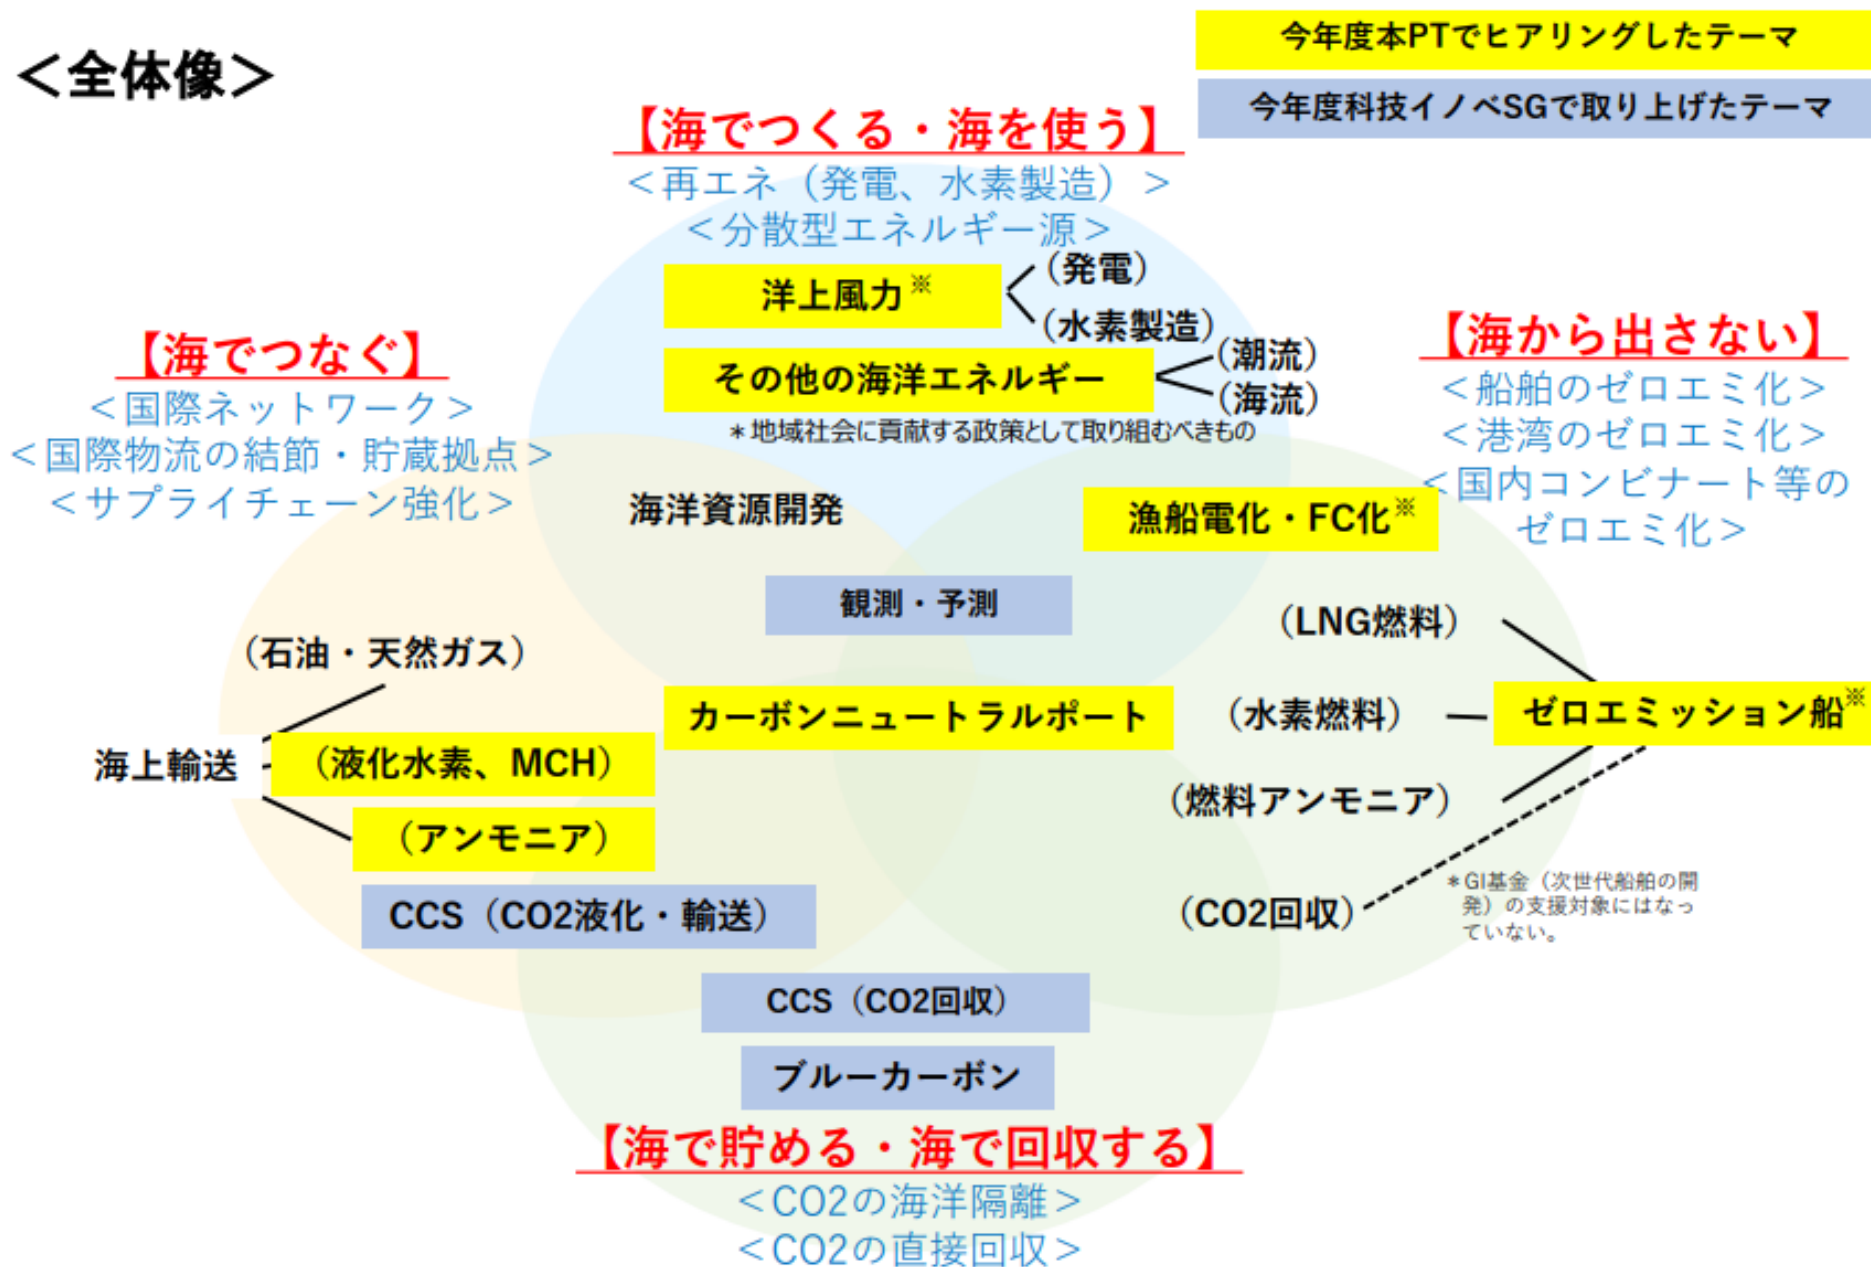 ＜全体像＞
今年度本PTでヒアリングしたテーマ
今年度科技イノベSGで取り上げたテーマ
【海でつくる・海を使う】
＜再エネ（発電、水素製造）＞
＜分散型エネルギー源＞
洋上風力※
（発電）
（水素製造）
その他の海洋エネルギー
（潮流）
（海流）
＊地域社会に貢献する政策として取り組むべきもの
【海でつなぐ】
＜国際ネットワーク＞
＜国際物流の結節・貯蔵拠点＞
＜サプライチェーン強化＞
【海から出さない】
＜船舶のゼロエミ化＞
＜港湾のゼロエミ化＞
＜国内コンビナート等の
ゼロエミ化＞
海洋資源開発
漁船電化・FC化※
観測・予測
（石油・天然ガス）
海上輸送
（液化水素、MCH）
（アンモニア）
カーボンニュートラルポート
（LNG燃料）
（水素燃料）
ゼロエミッション船※
（燃料アンモニア）
（CO2回収）
＊GI基金（次世代船舶の開
発）の支援対象にはなっ
ていない。
CCS（CO2液化・輸送）
CCS（CO2回収）
ブルーカーボン
【海で貯める・海で回収する】
＜CO2の海洋隔離＞
＜CO2の直接回収＞